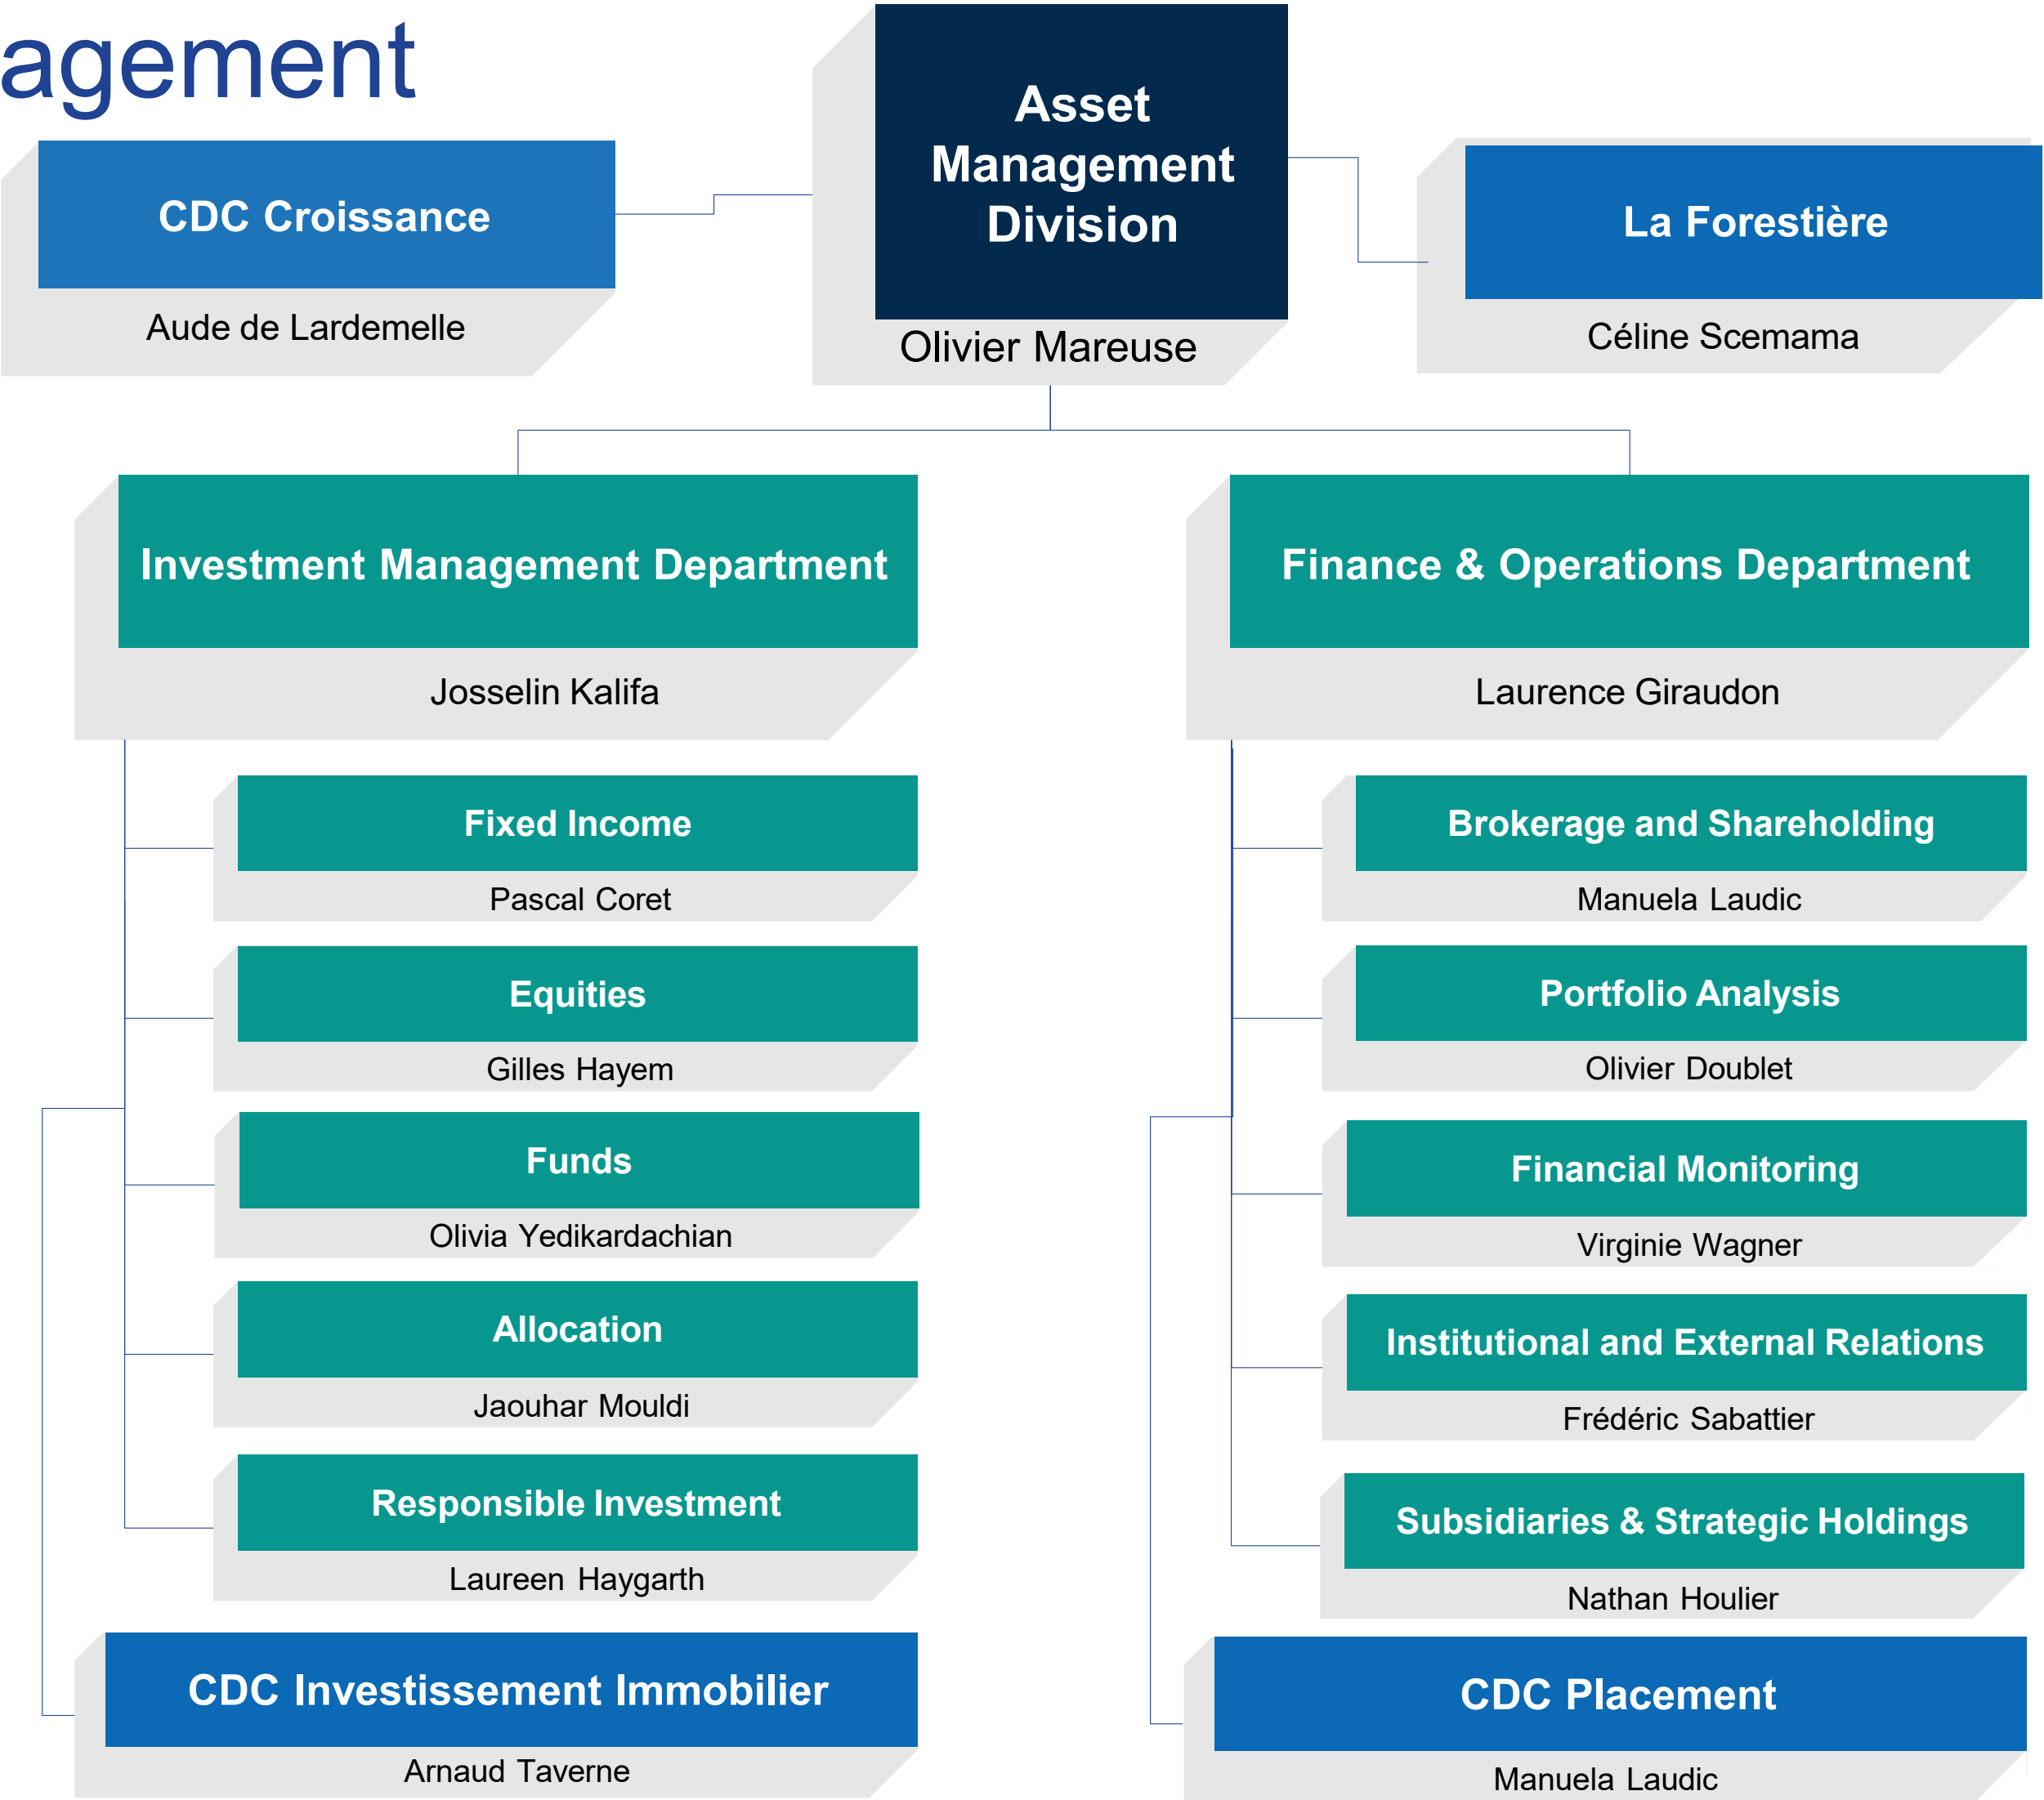 agement
Asset
Management
Division
Olivier Mareuse
CDC Croissance
Aude de Lardemelle
La Forestière
Céline Scemama
Investment Management Department
Josselin Kalifa
Fixed Income
Pascal Coret
Equities
Gilles Hayem
Funds
Olivia Yedikardachian
Allocation
Jaouhar Mouldi
Responsible Investment
Laureen Haygarth
CDC Investissement Immobilier
Arnaud Taverne
Finance & Operations Department
Laurence Giraudon
Brokerage and Shareholding
Manuela Laudic
Portfolio Analysis
Olivier Doublet
Financial Monitoring
Virginie Wagner
Institutional and External Relations
Frédéric Sabattier
Subsidiaries & Strategic Holdings
Nathan Houlier
CDC Placement
Manuela Laudic